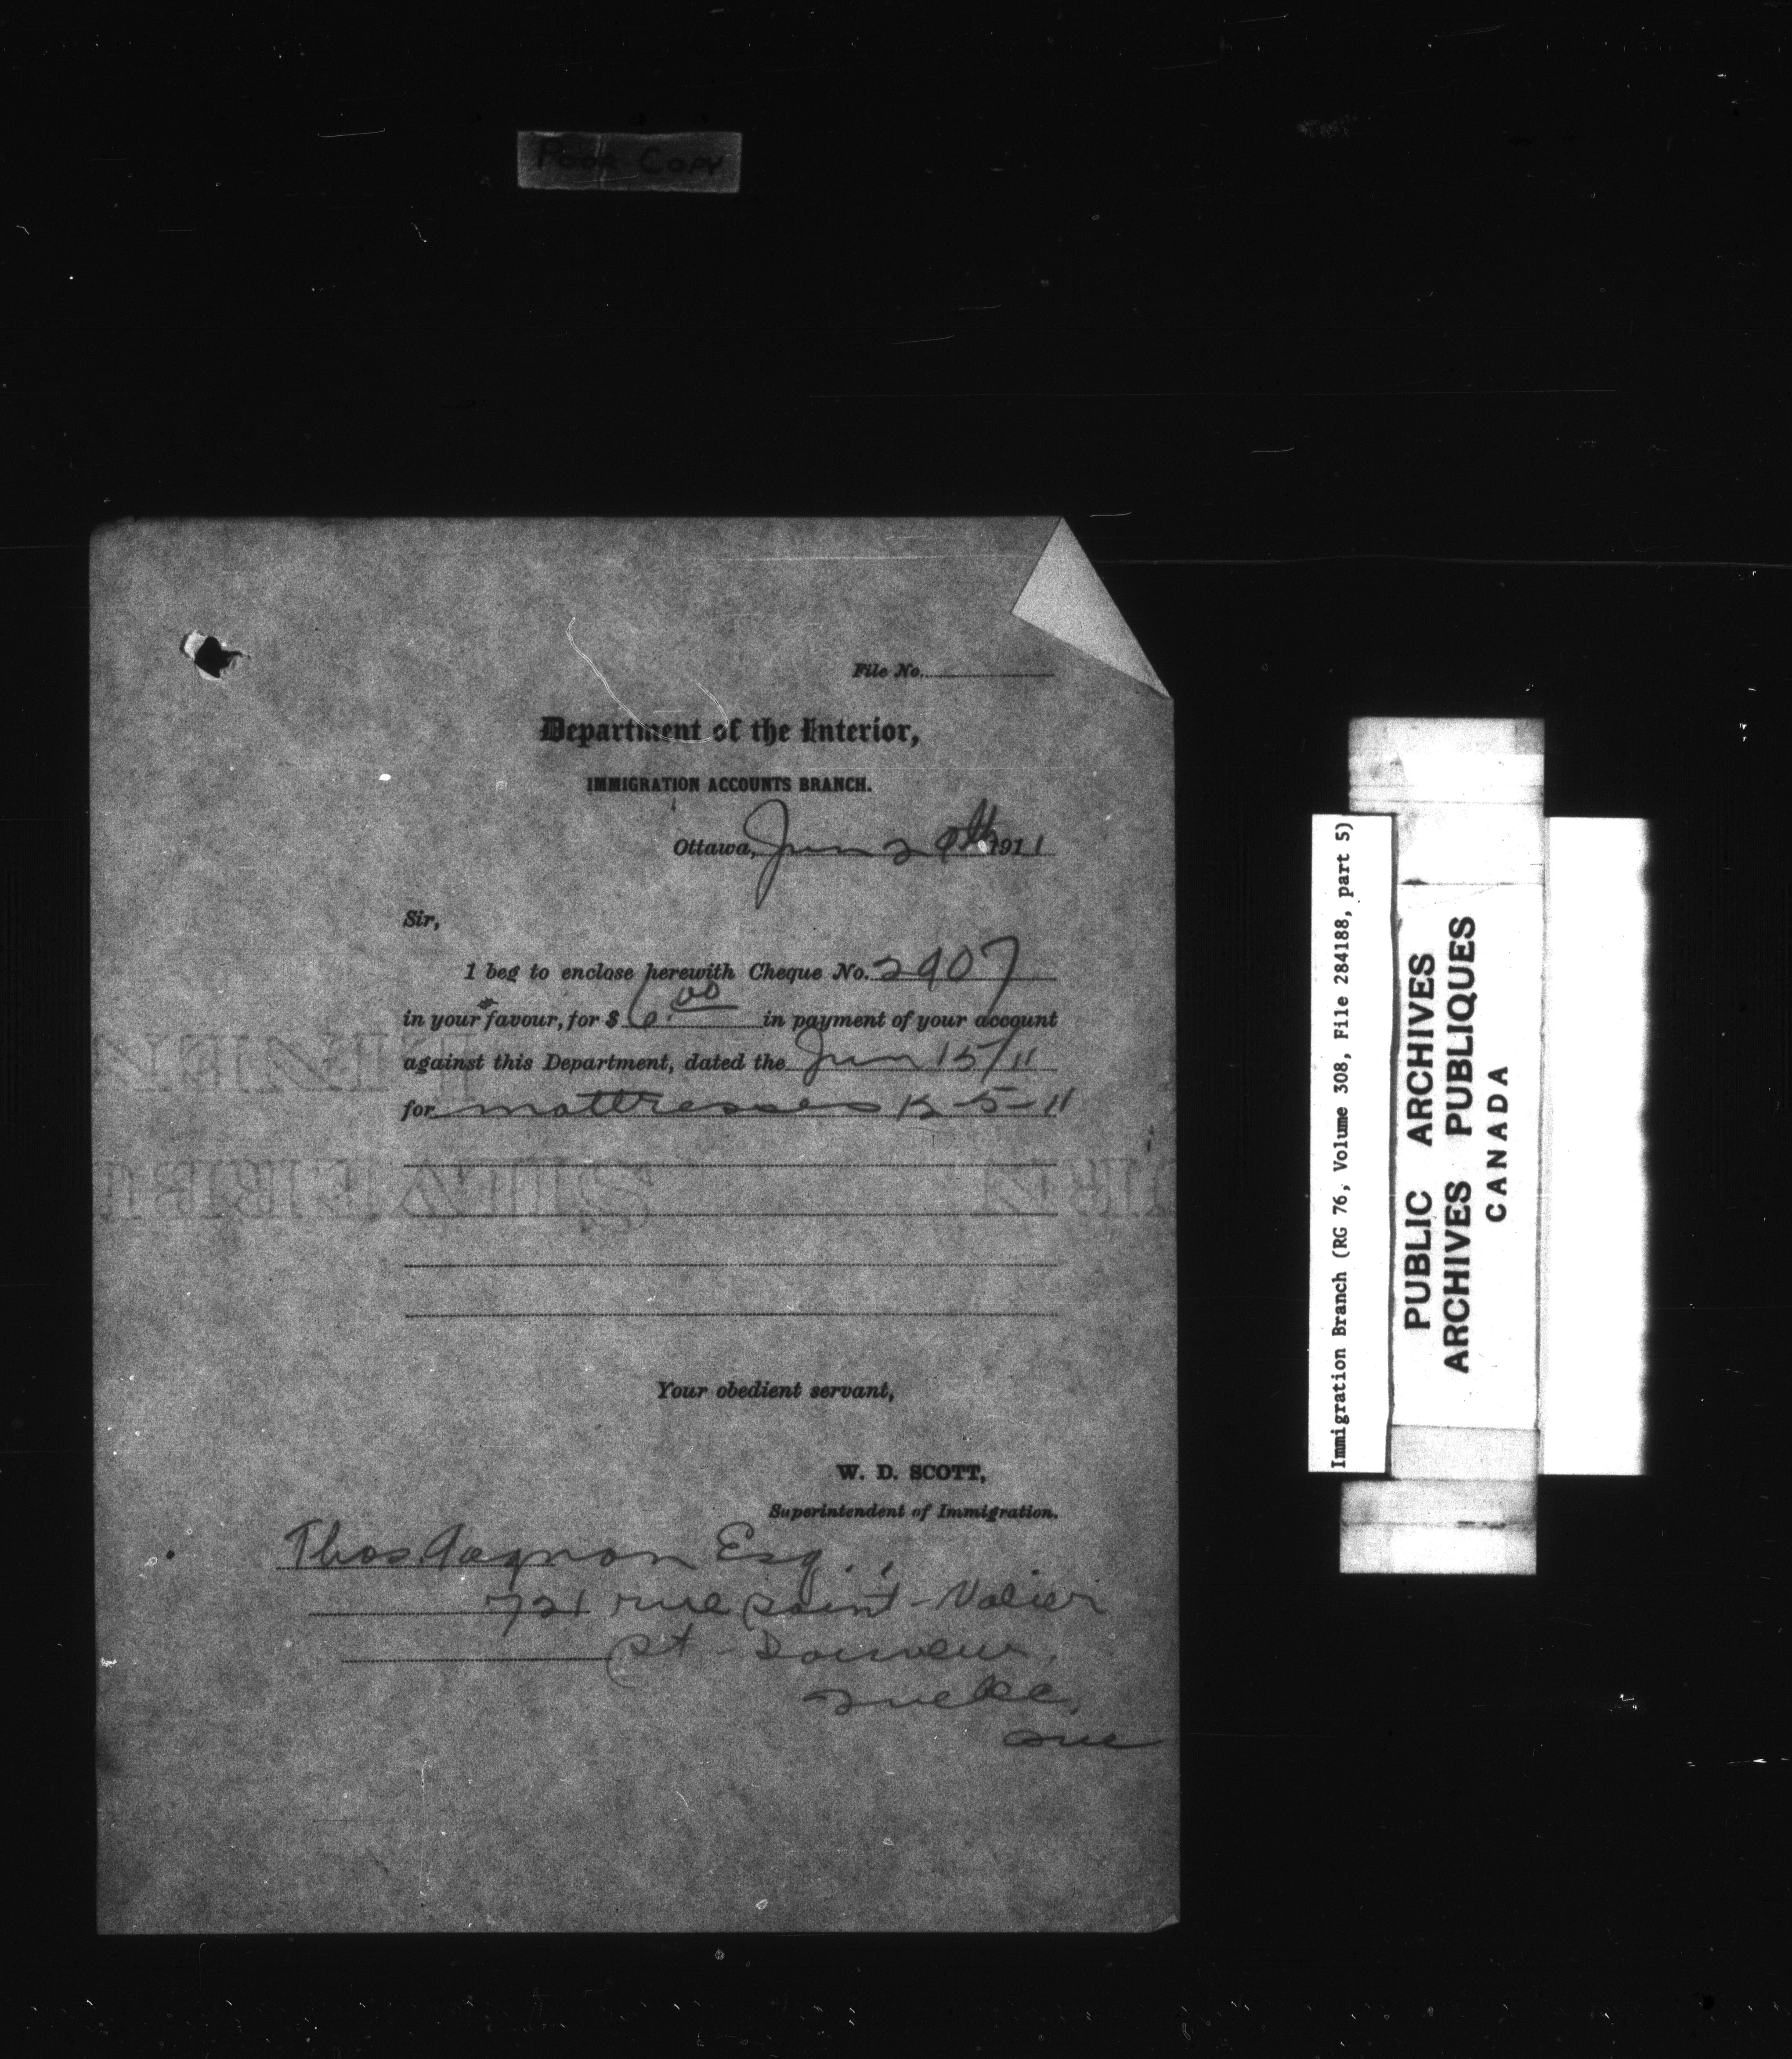 Poor Copy
File No.
Department of the Interior,
IMMIGRATION ACCOUNTS BRANCH.
Ottawa, June 29th 1911
Sir,
I beg to enclose herewith Cheque No. 2907
in your favour, for $ 6.00 in payment of your account
against this Department, dated the June 15/11
for mattresses 12-5-11
Your obedient servant,
W. D. SCOTT,
Superintendent of Immigration.
Thos Gagnon Esq.,
721 rue Saint-Valier
St-Sauveur,
Quebec,
Que
Immigration Branch (RG 76, Volume 308, File 284188, part 5)
PUBLIC ARCHIVES
ARCHIVES PUBLIQUES
CANADA